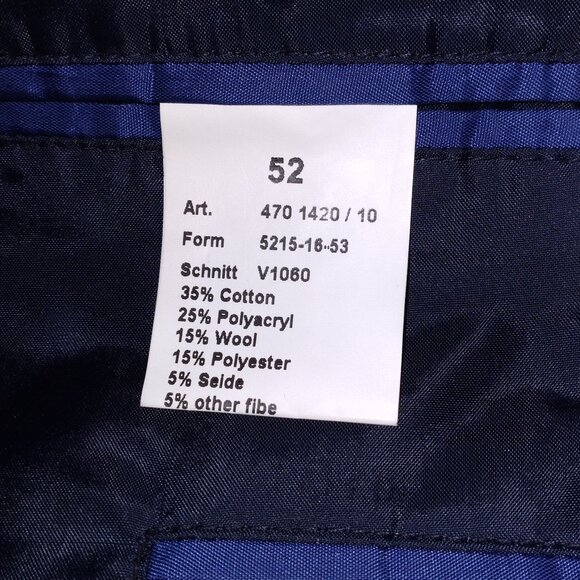 52
Art. 470 1420 / 10
Form 5215-16-53
Schnitt V1060
35% Cotton
25% Polyacryl
15% Wool
15% Polyester
5% Seide
5% other fibe